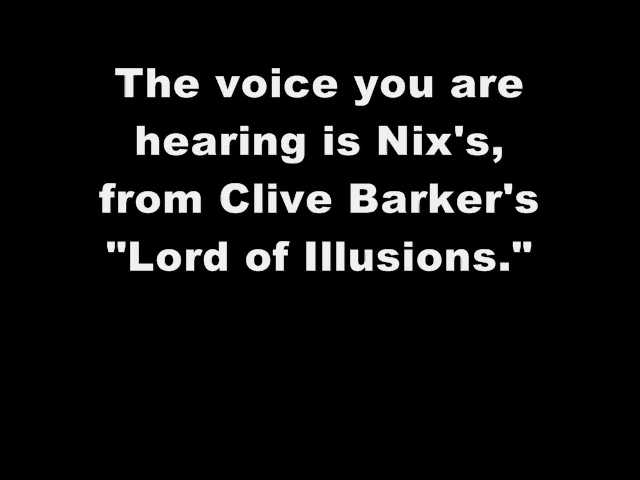 The voice you are
hearing is Nix's,
from Clive Barker's
"Lord of Illusions."